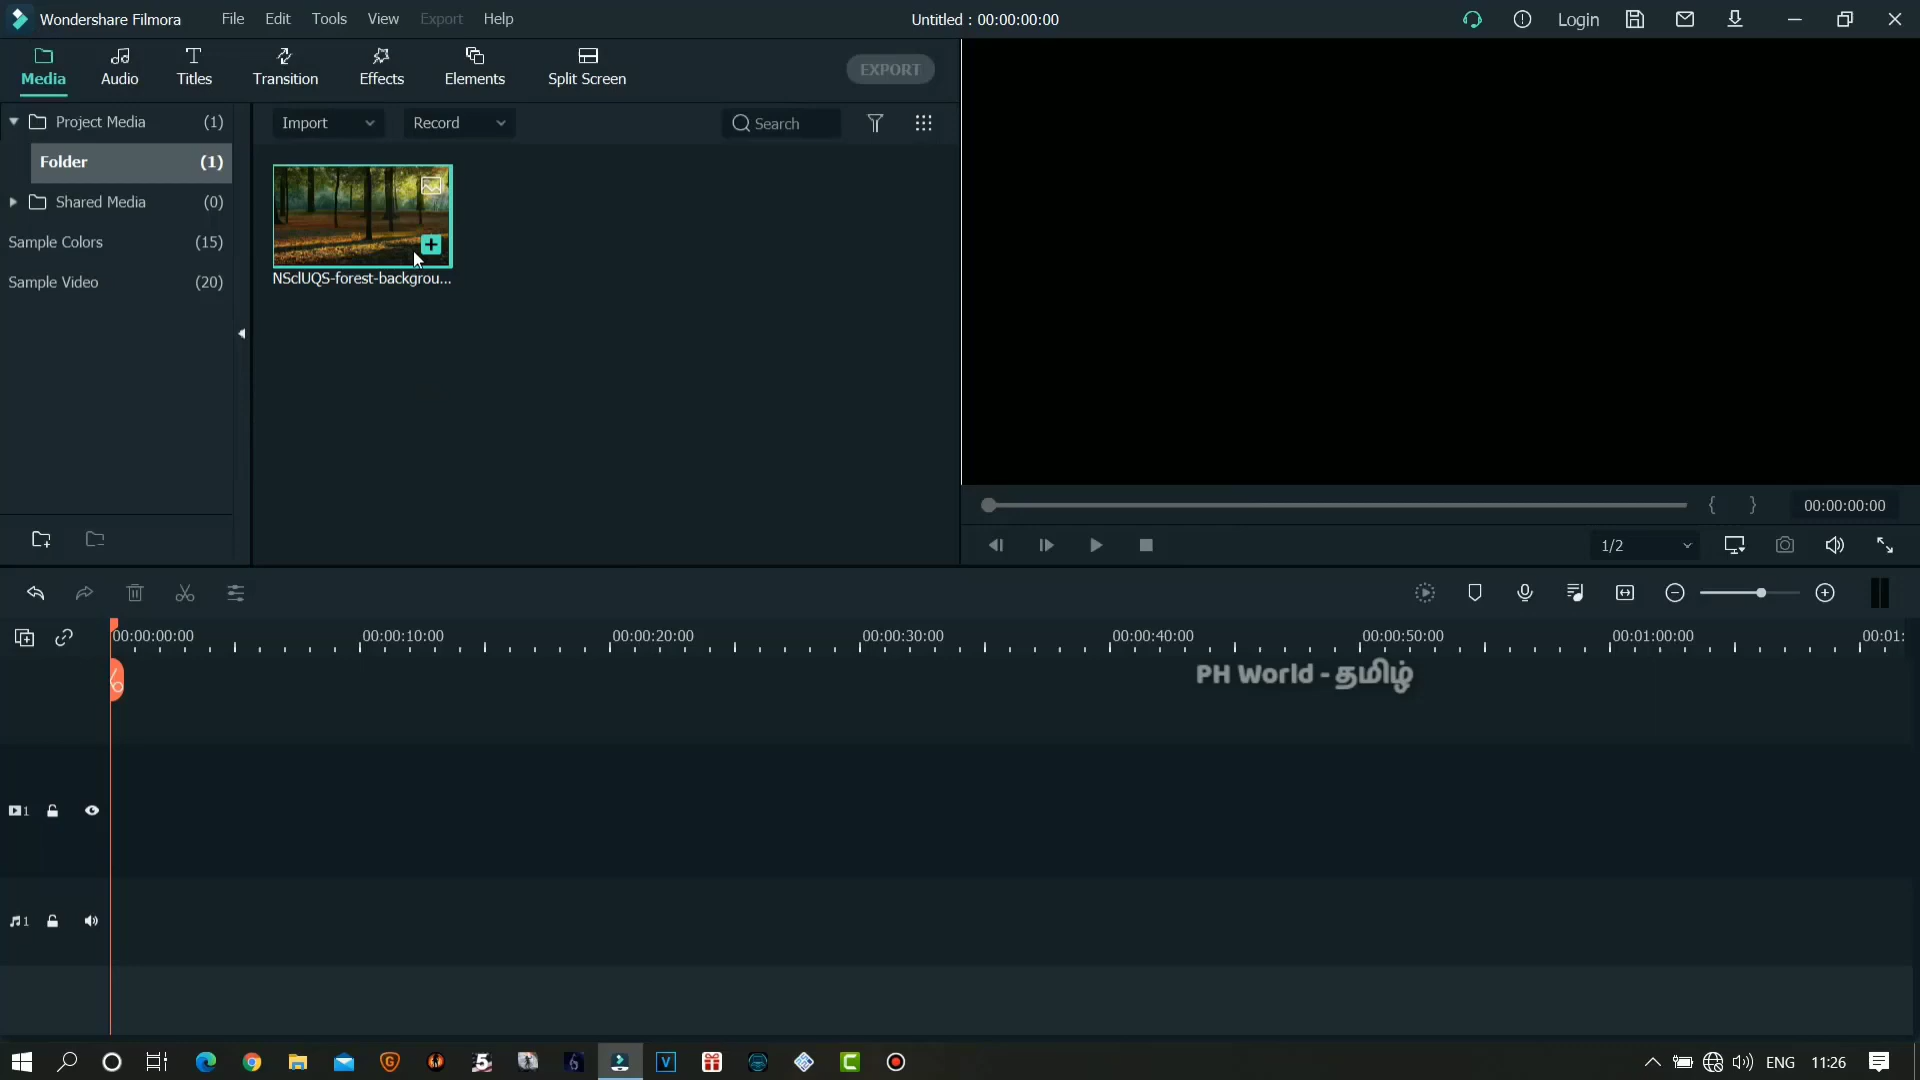 Wondershare Filmora File Edit Tools View Export Help Untitled : 00:00:00:00 Login
Media Audio Titles Transition Effects Elements Split Screen EXPORT
Project Media (1) Import Record Search
Folder (1)
Shared Media (0)
Sample Colors (15)
Sample Video (20)
NSclUQS-forest-backgrou...
00:00:00:00
1/2
00:00:00:00 00:00:10:00 00:00:20:00 00:00:30:00 00:00:40:00 00:00:50:00 00:01:00:00 00:01:
PH World - தமிழ்
1
1
ENG 11:26